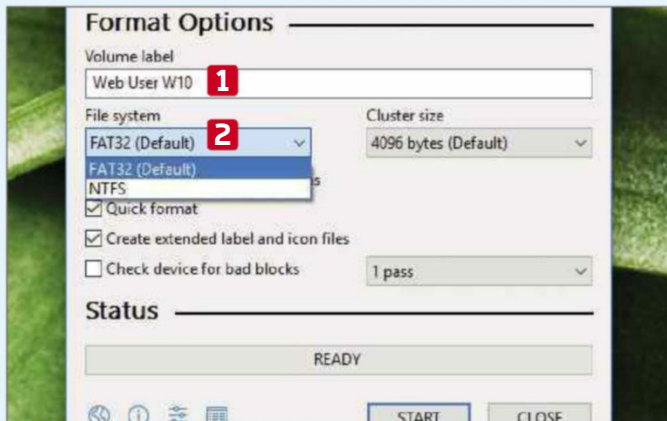 Format Options
Volume label
Web User W10 1
File system Cluster size
FAT32 (Default) 2 4096 bytes (Default)
FAT32 (Default)
NTFS
Quick format
Create extended label and icon files
Check device for bad blocks 1 pass
Status
READY
START CLOSE